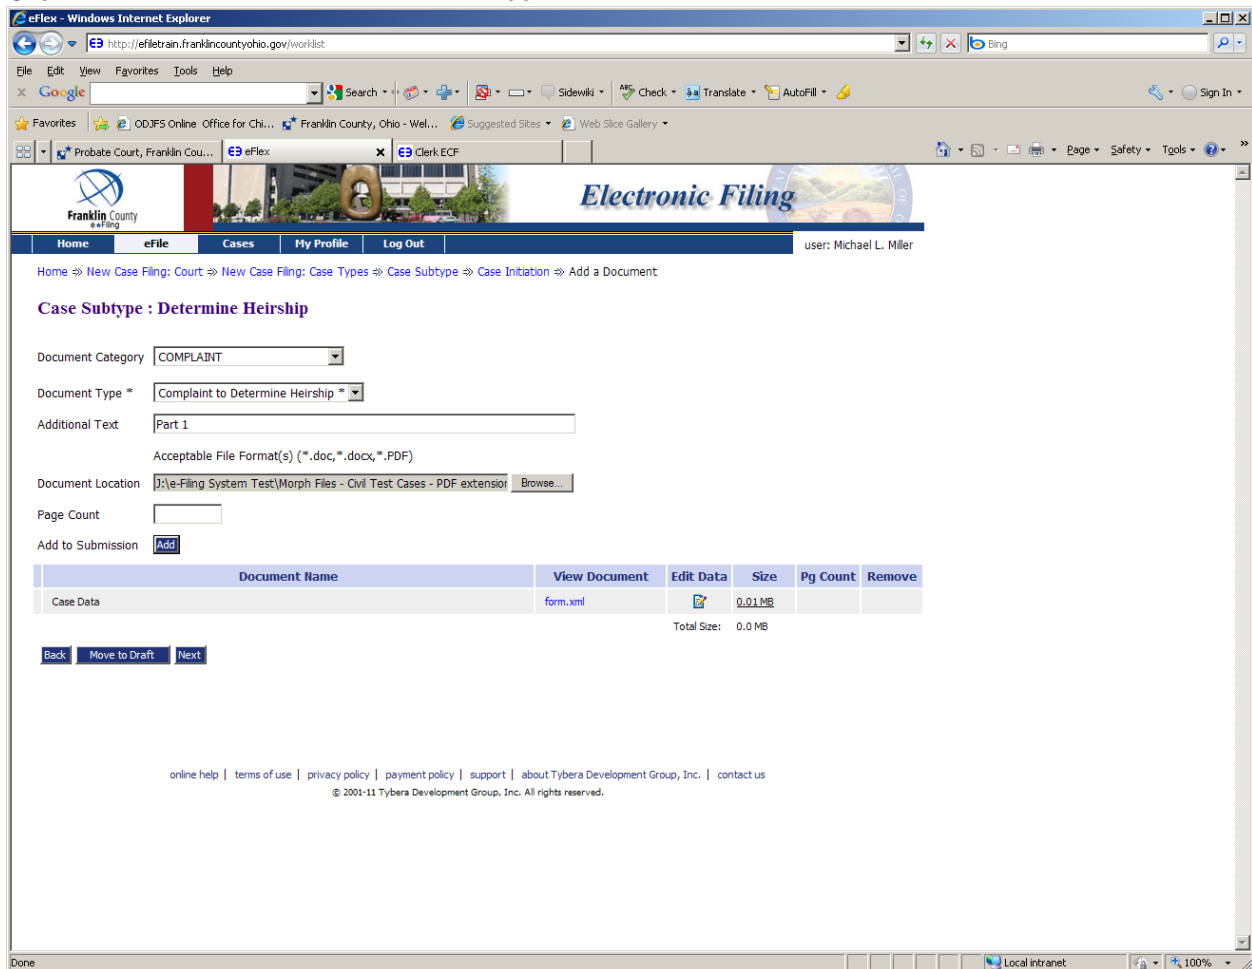 eFlex - Windows Internet Explorer
http://efiletrain.franklincountyohio.gov/worklist
Bing
File Edit View Favorites Tools Help
x Google Search Sidewiki Check Translate AutoFill Sign In
Favorites ODJFS Online Office for Chi... Franklin County, Ohio - Wel... Suggested Sites Web Slice Gallery
Probate Court, Franklin Cou... eFlex x Clerk ECF Page Safety Tools
Franklin County
e★Filing
Electronic Filing
Home eFile Cases My Profile Log Out user: Michael L. Miller
Home ⇒ New Case Filing: Court ⇒ New Case Filing: Case Types ⇒ Case Subtype ⇒ Case Initiation ⇒ Add a Document
Case Subtype : Determine Heirship
Document Category COMPLAINT
Document Type * Complaint to Determine Heirship *
Additional Text Part 1
Acceptable File Format(s) (*.doc,*.docx,*.PDF)
Document Location J:\e-Filing System Test\Morph Files - Civil Test Cases - PDF extension Browse...
Page Count
Add to Submission Add
Document Name View Document Edit Data Size Pg Count Remove
Case Data form.xml 0.01 MB
Total Size: 0.0 MB
Back Move to Draft Next
online help | terms of use | privacy policy | payment policy | support | about Tybera Development Group, Inc. | contact us
© 2001-11 Tybera Development Group, Inc. All rights reserved.
Done Local intranet 100%